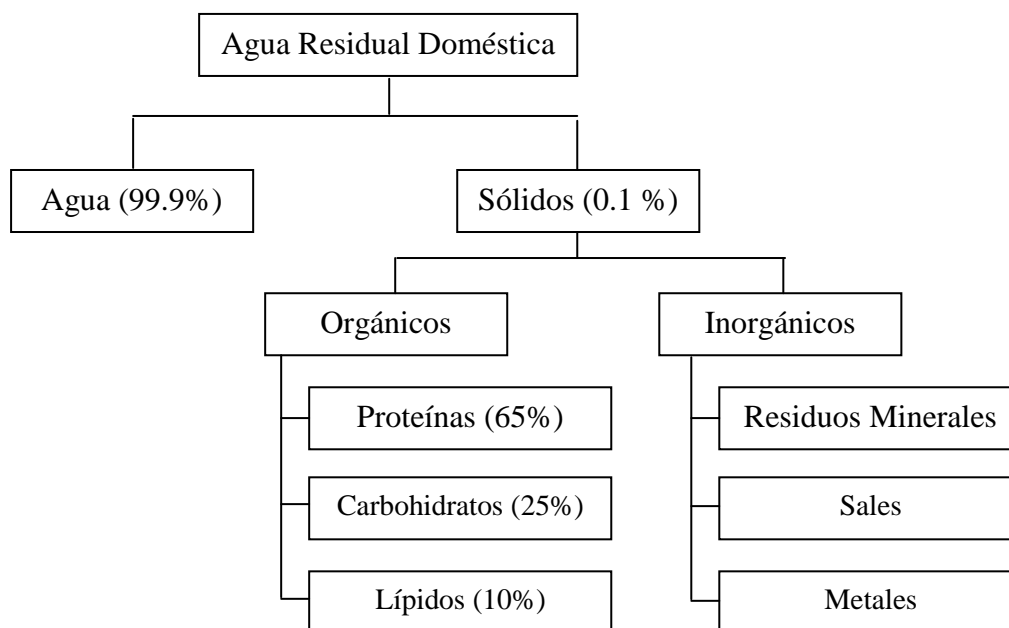 Agua Residual Doméstica
Agua (99.9%)
Sólidos (0.1 %)
Orgánicos
Inorgánicos
Proteínas (65%)
Residuos Minerales
Carbohidratos (25%)
Sales
Lípidos (10%)
Metales